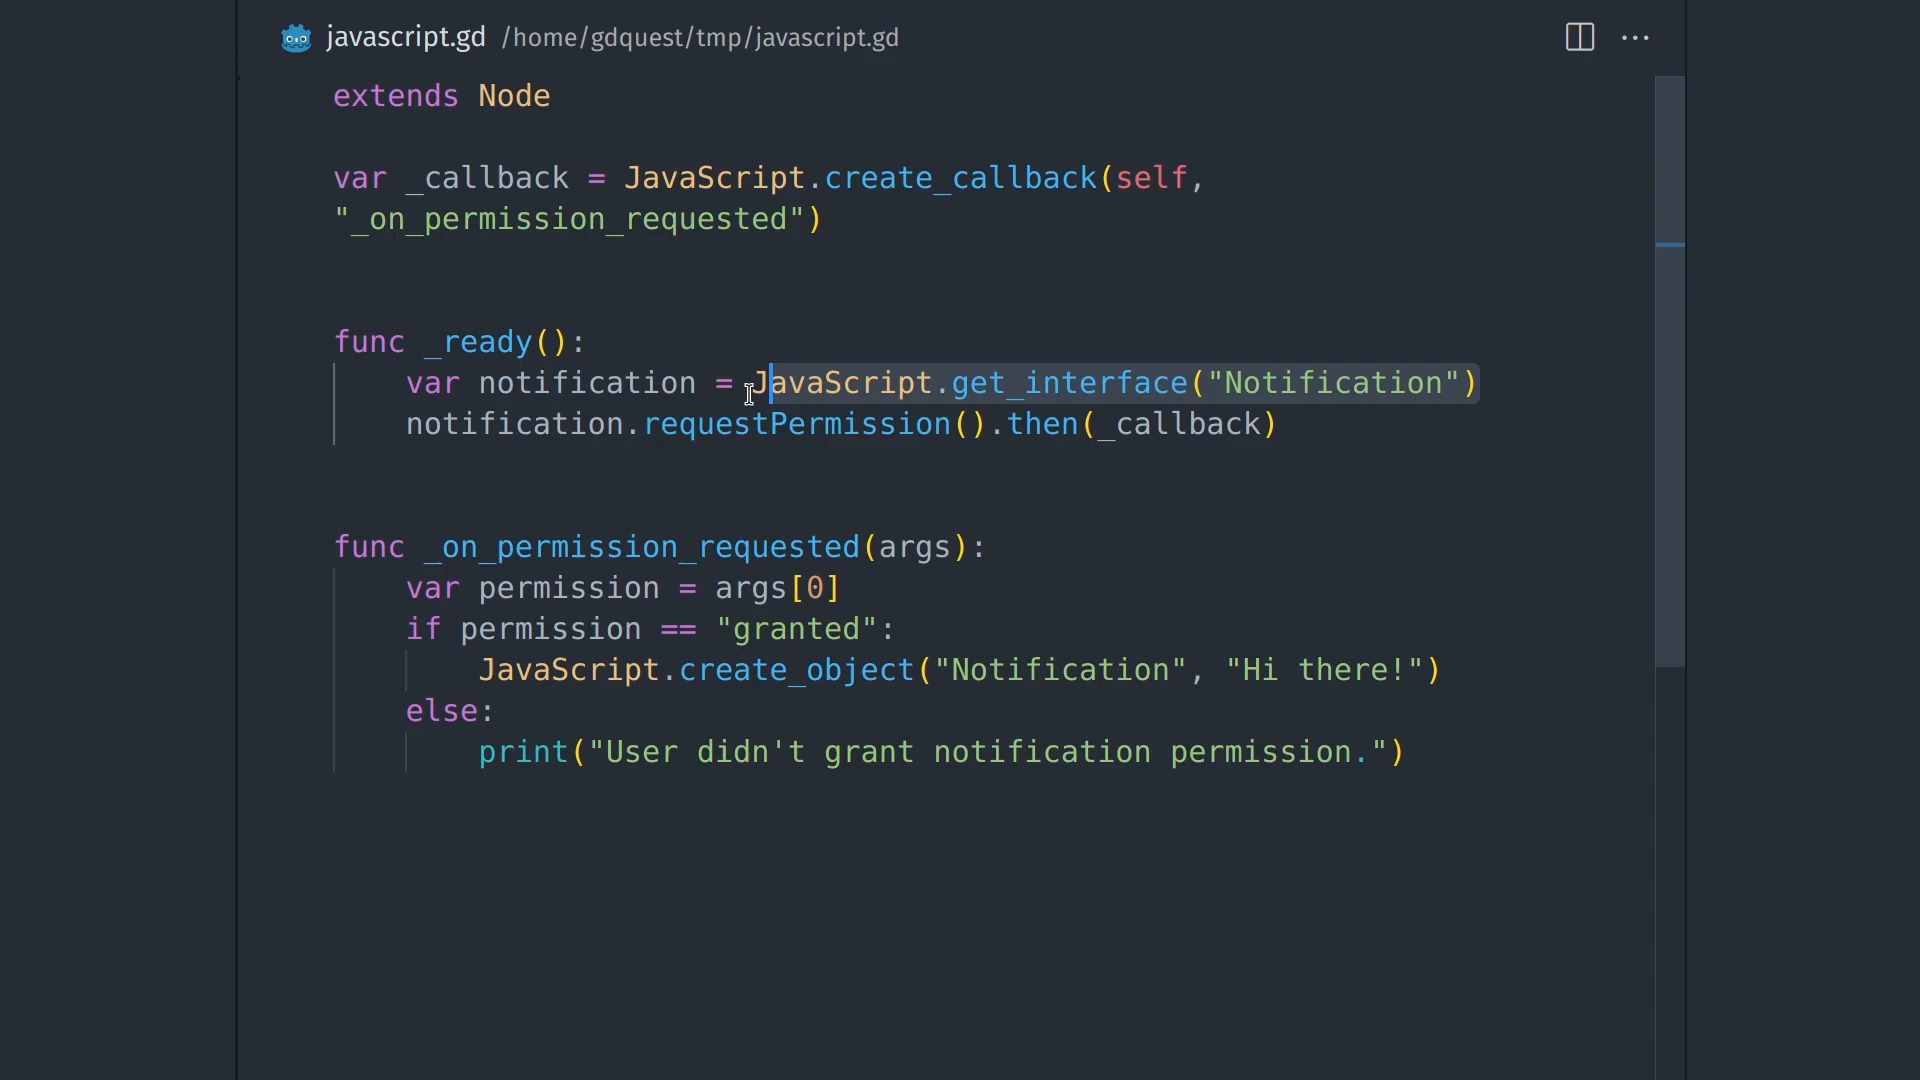 javascript.gd /home/gdquest/tmp/javascript.gd
extends Node
var _callback = JavaScript.create_callback(self,
"_on_permission_requested")
func _ready():
var notification = JavaScript.get_interface("Notification")
notification.requestPermission().then(_callback)
func _on_permission_requested(args):
var permission = args[0]
if permission == "granted":
JavaScript.create_object("Notification", "Hi there!")
else:
print("User didn't grant notification permission.")